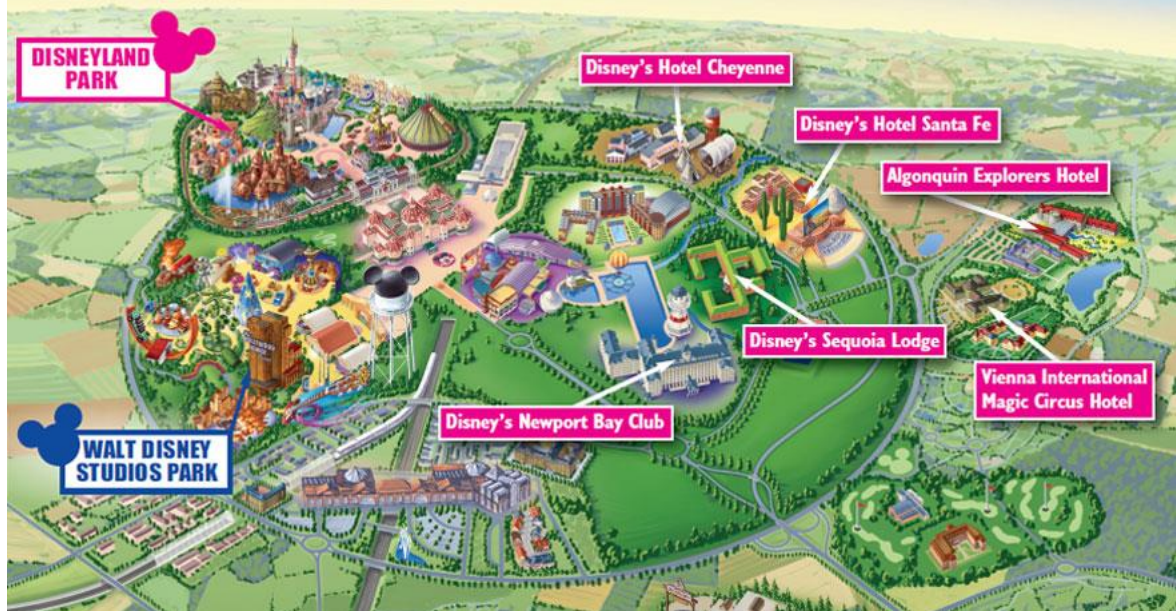 DISNEYLAND
PARK
Disney's Hotel Cheyenne
Disney's Hotel Santa Fe
Algonquin Explorers Hotel
Disney's Sequoia Lodge
Vienna International
Magic Circus Hotel
Disney's Newport Bay Club
WALT DISNEY
STUDIOS PARK